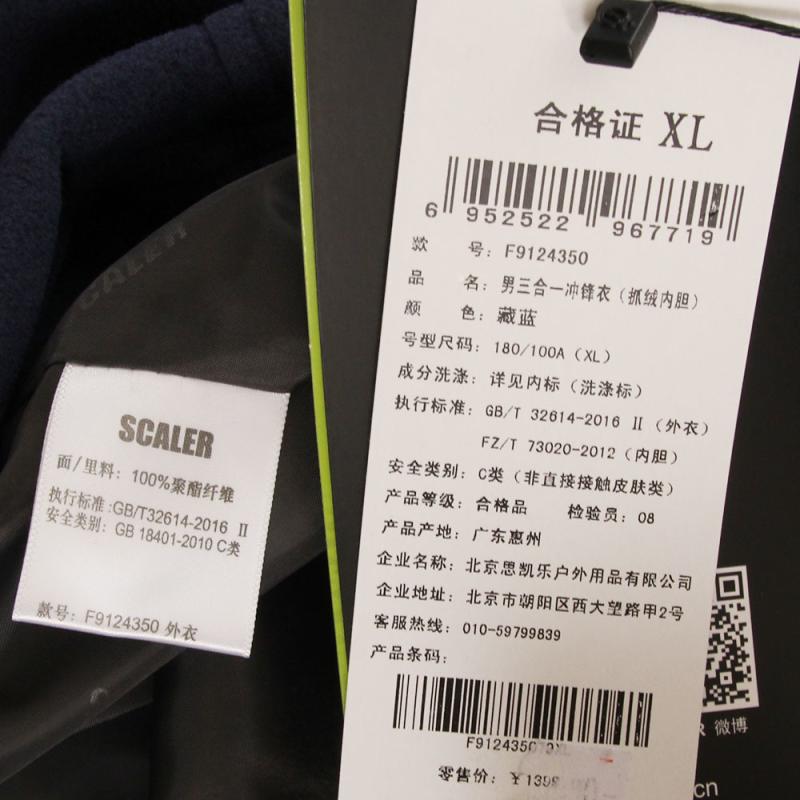 合格证 XL
6 952522 967719
款 号: F9124350
品 名: 男三合一冲锋衣 (抓绒内胆)
颜 色: 藏蓝
号型尺码: 180/100A (XL)
成分洗涤: 详见内标 (洗涤标)
执行标准: GB/T 32614-2016 Ⅱ (外衣)
FZ/T 73020-2012 (内胆)
安全类别: C类 (非直接接触皮肤类)
产品等级: 合格品 检验员: 08
产品产地: 广东惠州
企业名称: 北京思凯乐户外用品有限公司
企业地址: 北京市朝阳区西大望路甲2号
客服热线: 010-59799839
产品条码:
零售价: ¥
SCALER
面/里料: 100%聚酯纤维
执行标准:GB/T32614-2016 Ⅱ
安全类别: GB 18401-2010 C类
款号: F9124350 外衣
微博
cn